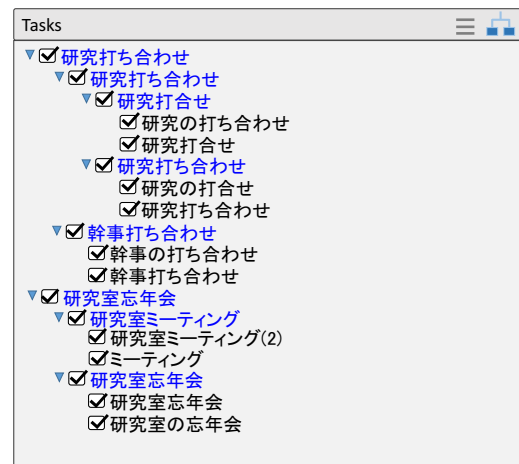 Tasks
研究打ち合わせ
研究打ち合わせ
研究打合せ
研究の打ち合わせ
研究打合せ
研究打ち合わせ
研究の打合せ
研究打ち合わせ
幹事打ち合わせ
幹事の打ち合わせ
幹事打ち合わせ
研究室忘年会
研究室ミーティング
研究室ミーティング(2)
ミーティング
研究室忘年会
研究室忘年会
研究室の忘年会